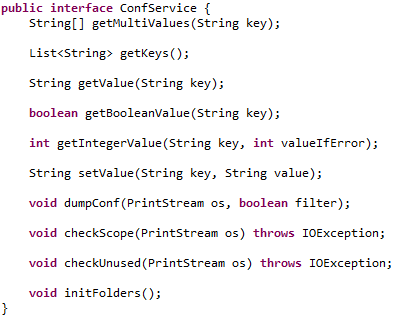 public interface ConfService {
String[] getMultiValues(String key);
List<String> getKeys();
String getValue(String key);
boolean getBooleanValue(String key);
int getIntegerValue(String key, int valueIfError);
String setValue(String key, String value);
void dumpConf(PrintStream os, boolean filter);
void checkScope(PrintStream os) throws IOException;
void checkUnused(PrintStream os) throws IOException;
void initFolders();
}